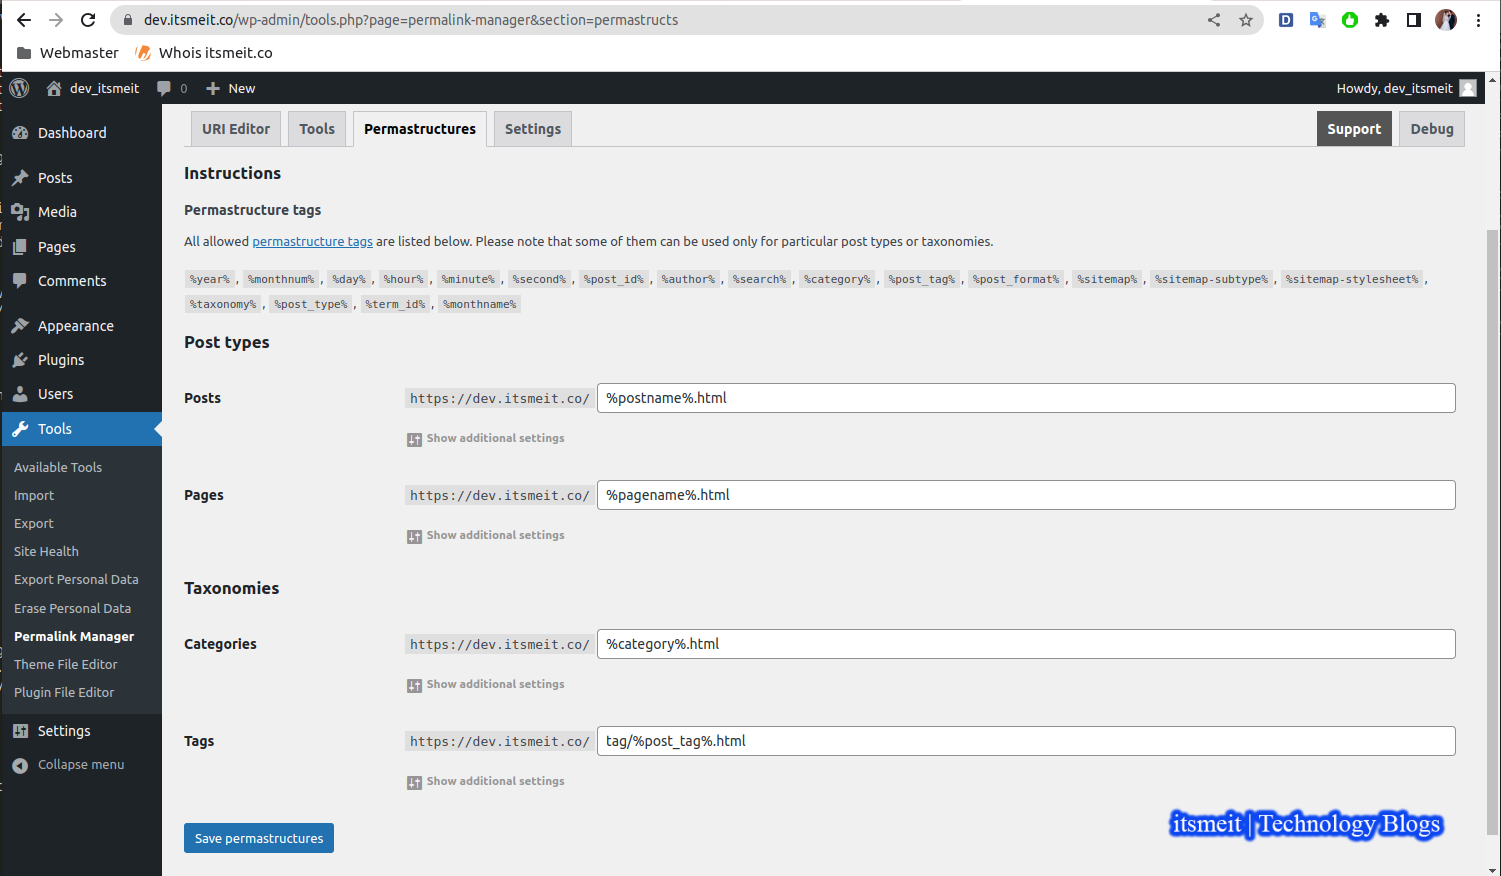 dev.itsmeit.co/wp-admin/tools.php?page=permalink-manager&section=permastructs
Webmaster Whois itsmeit.co
dev_itsmeit 0 New Howdy, dev_itsmeit
Dashboard
Posts
Media
Pages
Comments
Appearance
Plugins
Users
Tools
Available Tools
Import
Export
Site Health
Export Personal Data
Erase Personal Data
Permalink Manager
Theme File Editor
Plugin File Editor
Settings
Collapse menu
URI Editor Tools Permastructures Settings Support Debug
Instructions
Permastructure tags
All allowed permastructure tags are listed below. Please note that some of them can be used only for particular post types or taxonomies.
%year%, %monthnum%, %day%, %hour%, %minute%, %second%, %post_id%, %author%, %search%, %category%, %post_tag%, %post_format%, %sitemap%, %sitemap-subtype%, %sitemap-stylesheet%,
%taxonomy%, %post_type%, %term_id%, %monthname%
Post types
Posts https://dev.itsmeit.co/ %postname%.html
Show additional settings
Pages https://dev.itsmeit.co/ %pagename%.html
Show additional settings
Taxonomies
Categories https://dev.itsmeit.co/ %category%.html
Show additional settings
Tags https://dev.itsmeit.co/ tag/%post_tag%.html
Show additional settings
Save permastructures
itsmeit | Technology Blogs